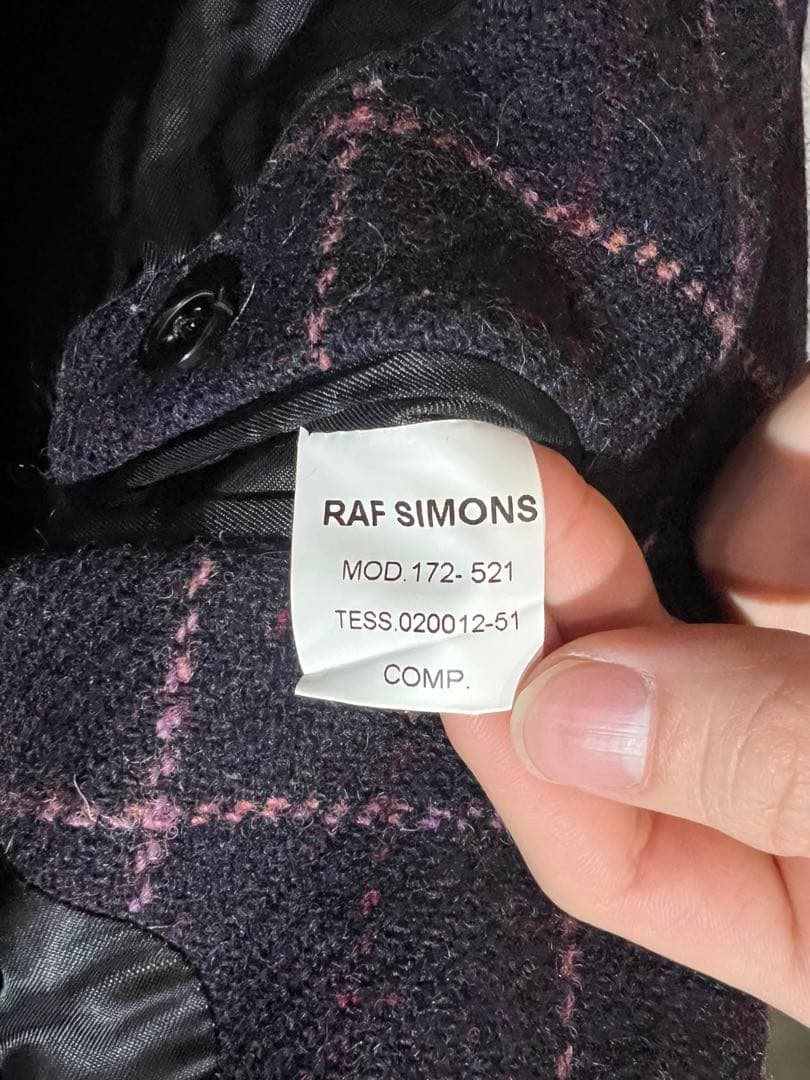 RAF SIMONS
MOD.172- 521
TESS.020012-51
COMP.